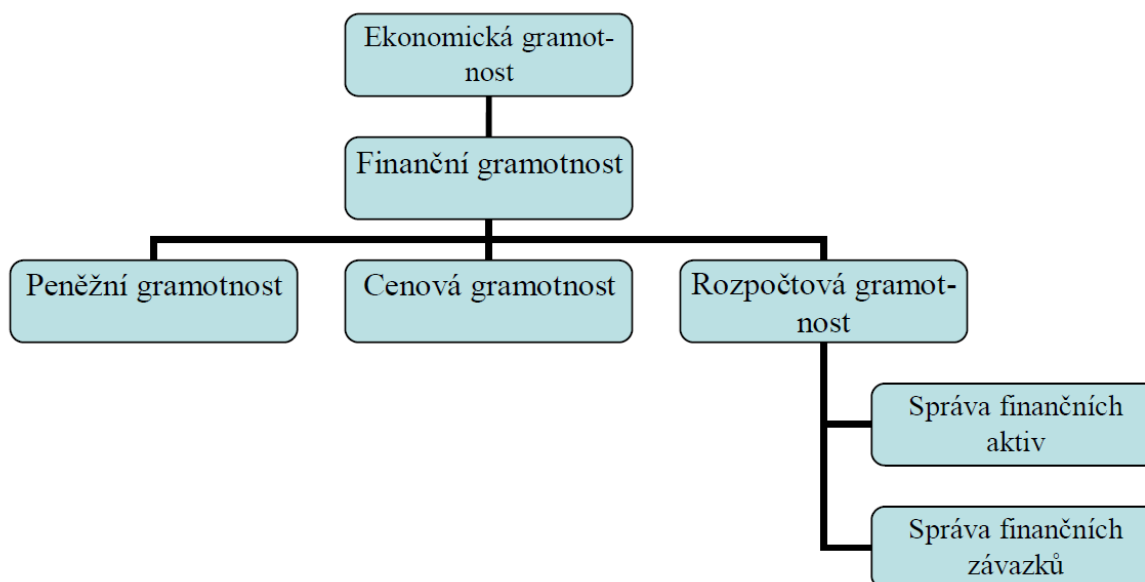 Ekonomická gramot-
nost
Finanční gramotnost
Peněžní gramotnost
Cenová gramotnost
Rozpočtová gramot-
nost
Správa finančních
aktiv
Správa finančních
závazků